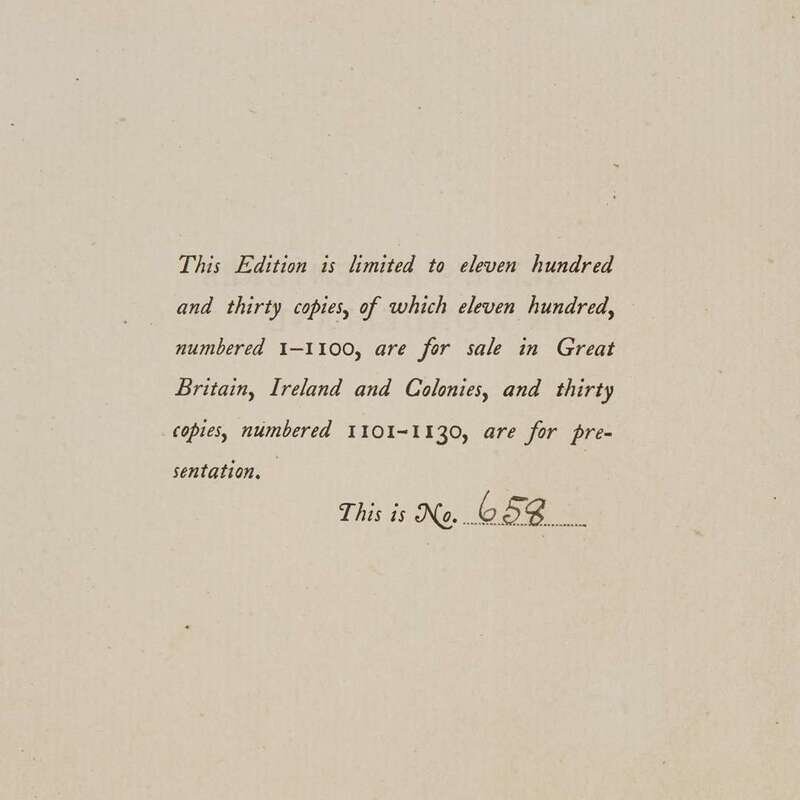 This Edition is limited to eleven hundred
and thirty copies, of which eleven hundred,
numbered 1–1100, are for sale in Great
Britain, Ireland and Colonies, and thirty
copies, numbered 1101-1130, are for pre-
sentation.
This is No. 658